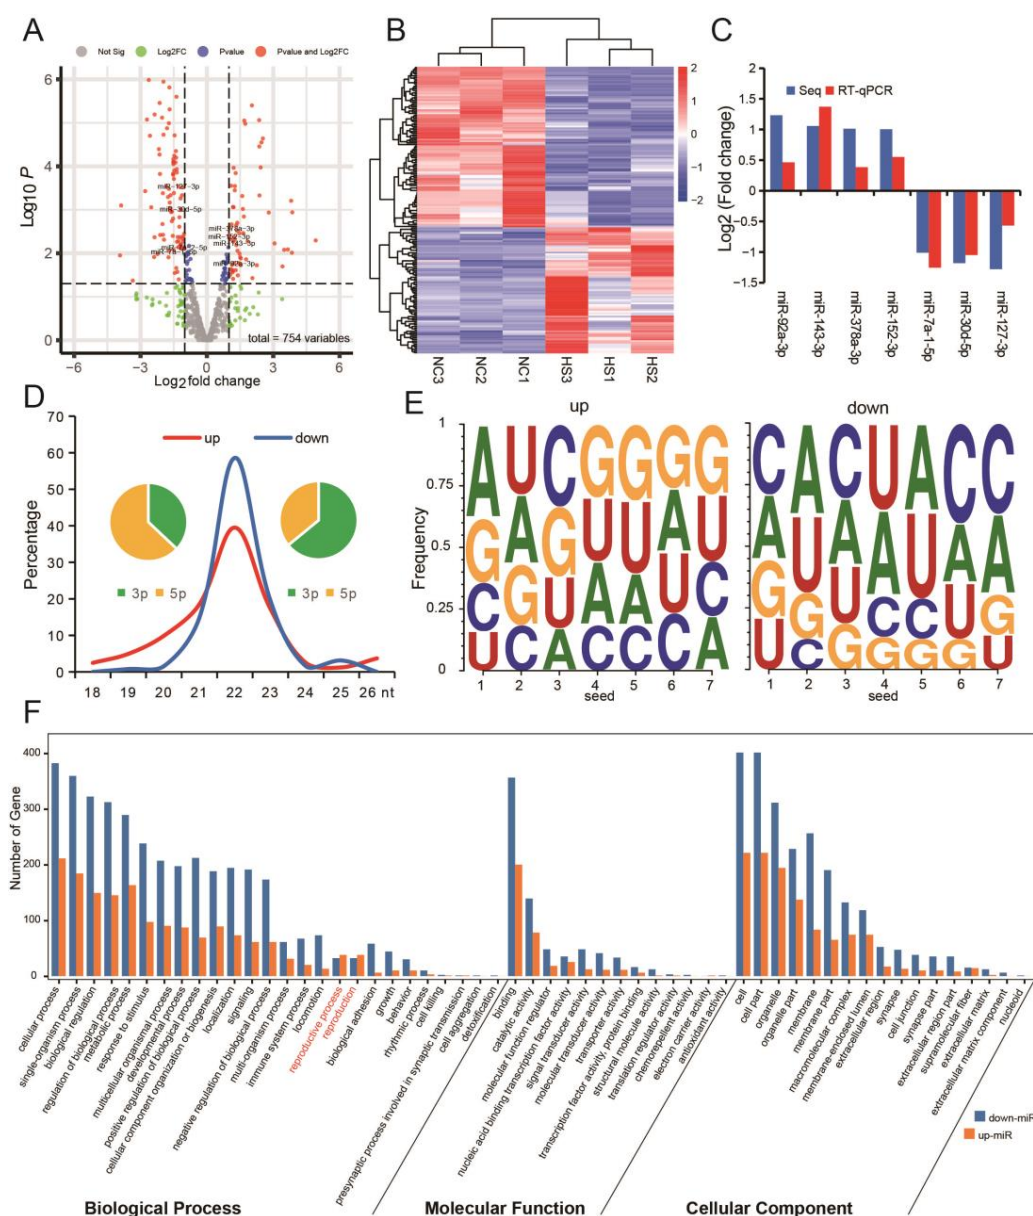 A
Not Sig Log2FC Pvalue Pvalue and Log2FC
Log10 P
6
4
2
0
miR-127-3p
miR-30d-5p
miR-378a-3p
miR-143-3p
total = 754 variables
−6 −3 0 3 6
Log2 fold change
B
2
1
0
−1
−2
NC3 NC2 NC1 HS3 HS1 HS2
C
Seq RT-qPCR
Log2 (Fold change)
2
1.5
1
0.5
0
−0.5
−1
−1.5
miR-92a-3p
miR-143-3p
miR-378a-3p
miR-152-3p
miR-7a-1-5p
miR-30d-5p
miR-127-3p
D
up down
Percentage
70
60
50
40
30
20
10
0
3p 5p
3p 5p
18 19 20 21 22 23 24 25 26 nt
E
up
down
Frequency
1
0.75
0.5
0.25
0
A U C G G G G
G A G U U A U
C G U A A U C
U C A C C C A
C A C U A C C
A U A A U A A
G G U C C U G
U C G G G G U
1 2 3 4 5 6 7
seed
1 2 3 4 5 6 7
seed
F
Number of Gene
400
300
200
100
0
cellular process
single-organism process
biological regulation
regulation of biological process
metabolic process
response to stimulus
multicellular organismal process
developmental process
positive regulation of biological process
cellular component organization or biogenesis
localization
signaling
negative regulation of biological process
multi-organism process
immune system process
locomotion
reproductive process
reproduction
biological adhesion
growth
behavior
rhythmic process
cell killing
presynaptic process involved in synaptic transmission
cell aggregation
detoxification
binding
catalytic activity
molecular function regulator
nucleic acid binding transcription factor activity
signal transducer activity
molecular transducer activity
transporter activity
transcription factor activity, protein binding
structural molecule activity
translation regulator activity
chemorepellent activity
electron carrier activity
antioxidant activity
cell
cell part
organelle
organelle part
membrane
membrane part
macromolecular complex
membrane-enclosed lumen
extracellular region
synapse
cell junction
synapse part
extracellular region part
supramolecular fiber
extracellular matrix
extracellular matrix component
nucleoid
down-miR
up-miR
Biological Process
Molecular Function
Cellular Component